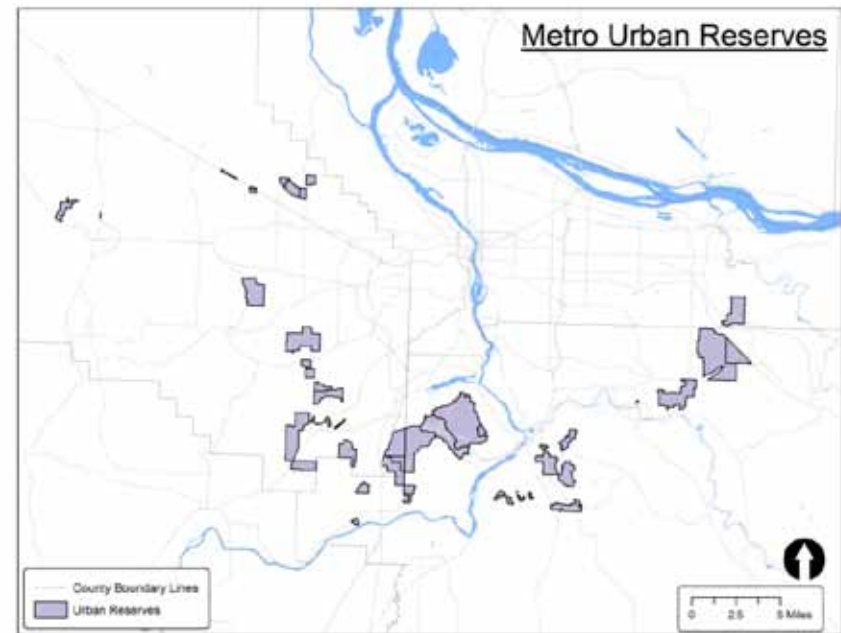 Metro Urban Reserves
County Boundary Lines
Urban Reserves
0 2.5 5 Miles